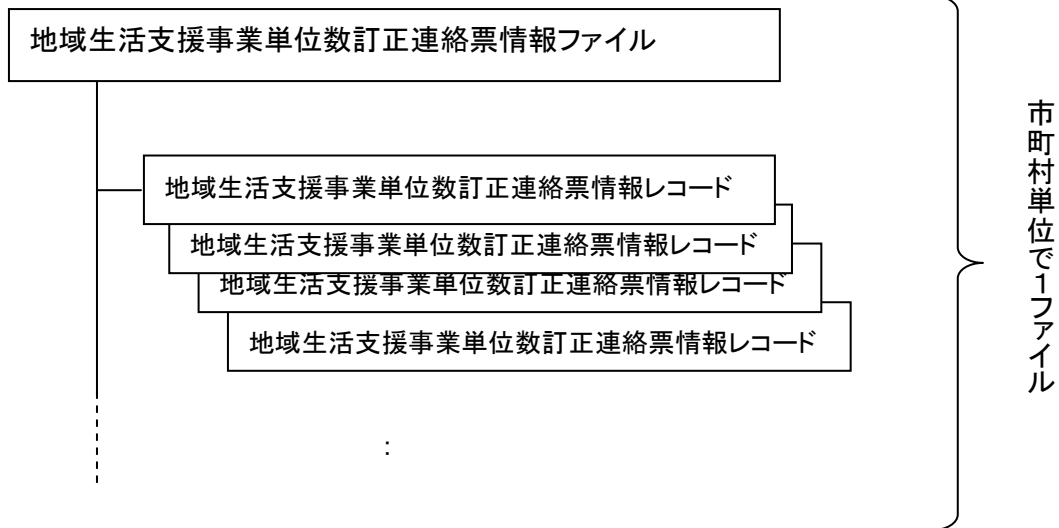 地域生活支援事業単位数訂正連絡票情報ファイル
地域生活支援事業単位数訂正連絡票情報レコード
地域生活支援事業単位数訂正連絡票情報レコード
地域生活支援事業単位数訂正連絡票情報レコード
地域生活支援事業単位数訂正連絡票情報レコード
:
市町村単位で1ファイル